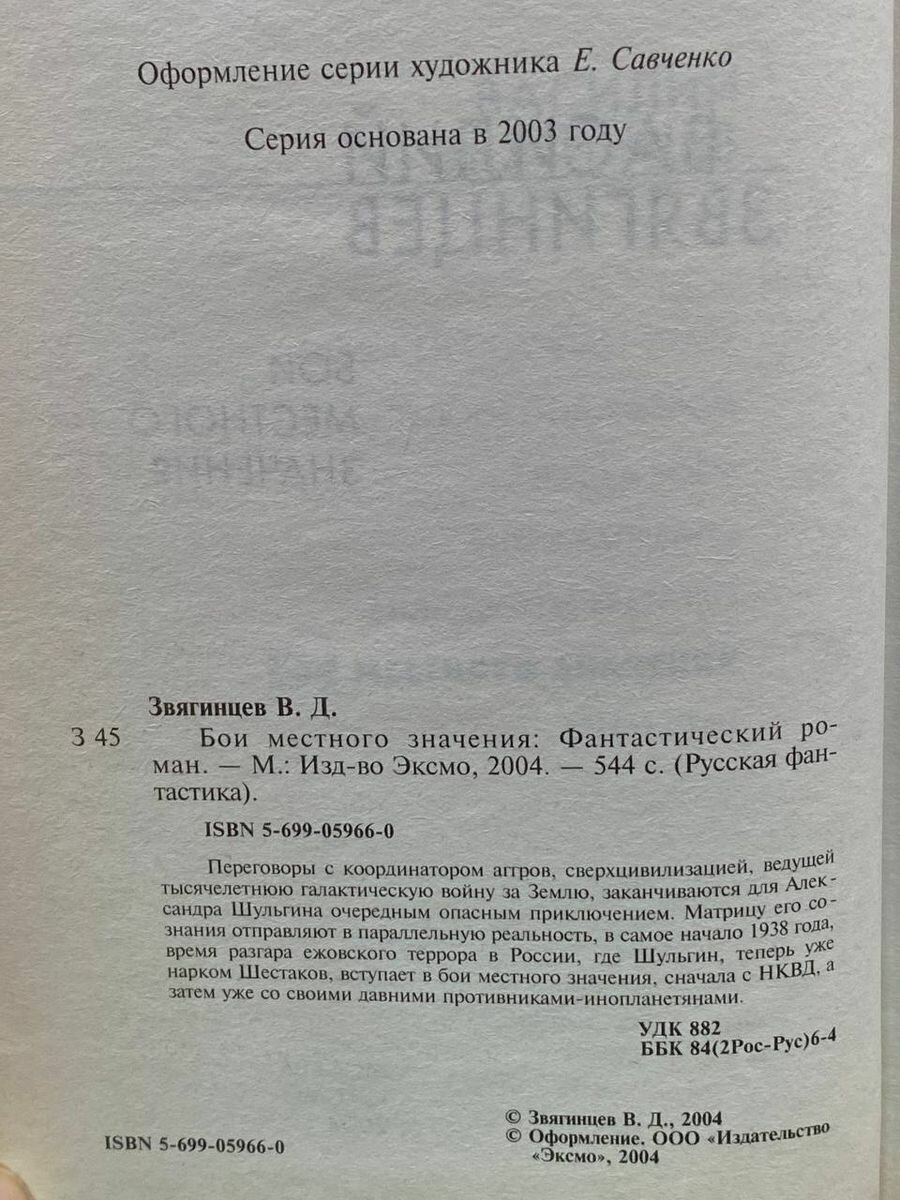 Оформление серии художника Е. Савченко
Серия основана в 2003 году
ЗВЯГИНЦЕВ
БОИ
МЕСТНОГО
ЗНАЧЕНИЯ
Звягинцев В. Д.
З 45 Бои местного значения: Фантастический ро-
ман. — М.: Изд-во Эксмо, 2004. — 544 с. (Русская фан-
тастика).
ISBN 5-699-05966-0
Переговоры с координатором аггров, сверхцивилизацией, ведущей
тысячелетнюю галактическую войну за Землю, заканчиваются для Алек-
сандра Шульгина очередным опасным приключением. Матрицу его со-
знания отправляют в параллельную реальность, в самое начало 1938 года,
время разгара ежовского террора в России, где Шульгин, теперь уже
нарком Шестаков, вступает в бои местного значения, сначала с НКВД, а
затем уже со своими давними противниками-инопланетянами.
УДК 882
ББК 84(2Рос-Рус)6-4
ISBN 5-699-05966-0
© Звягинцев В. Д., 2004
© Оформление. ООО «Издательство
«Эксмо», 2004